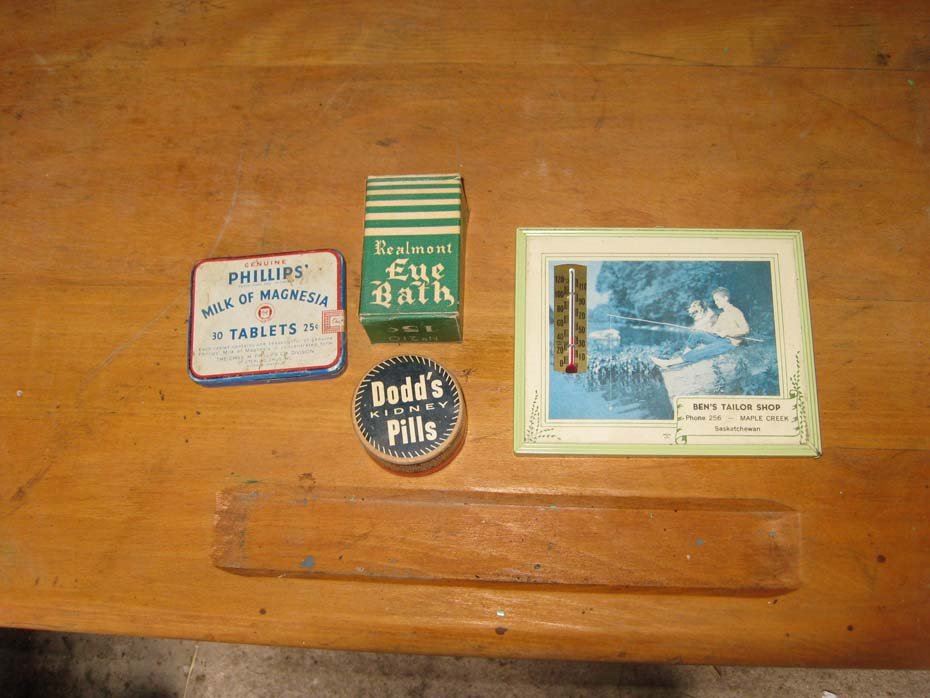 GENUINE
PHILLIPS'
MILK OF MAGNESIA
30 TABLETS 25¢
Realmont
Eye
Bath
15¢
Dodd's
KIDNEY
Pills
BEN'S TAILOR SHOP
Phone 256 — MAPLE CREEK
Saskatchewan